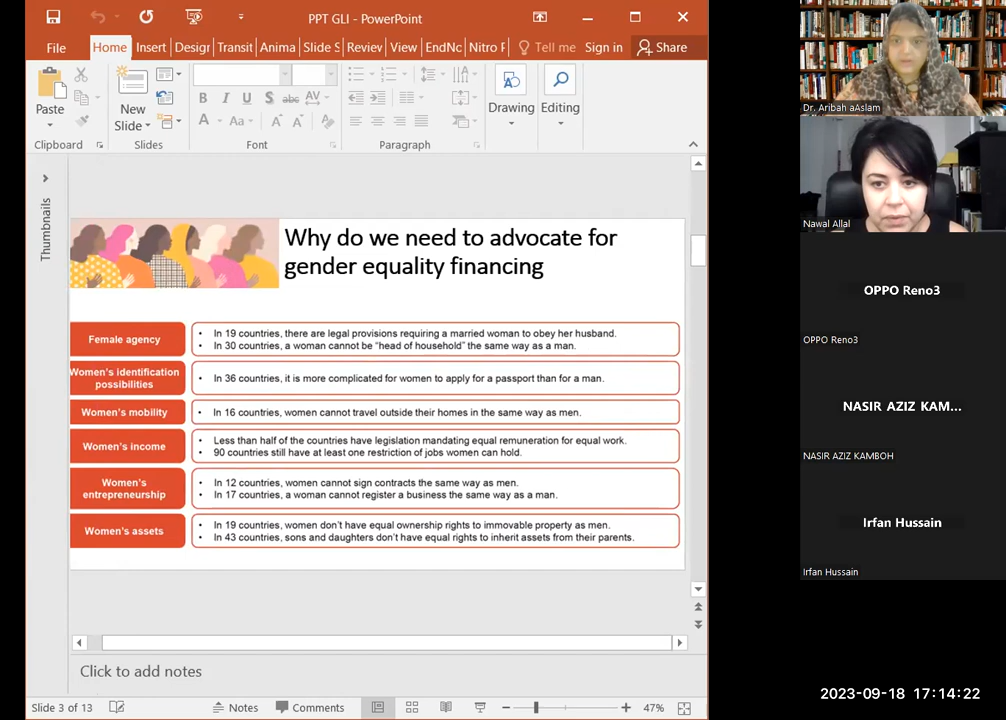 PPT GLI - PowerPoint
File Home Insert Design Transit Anima Slide S Review View EndNc Nitro F Tell me Sign in Share
Paste
New
Slide
Drawing
Editing
Clipboard
Slides
Font
Paragraph
Thumbnails
Why do we need to advocate for
gender equality financing
Female agency
• In 19 countries, there are legal provisions requiring a married woman to obey her husband.
• In 30 countries, a woman cannot be "head of household" the same way as a man.
Women's identification
possibilities
• In 36 countries, it is more complicated for women to apply for a passport than for a man.
Women's mobility
• In 16 countries, women cannot travel outside their homes in the same way as men.
Women's income
• Less than half of the countries have legislation mandating equal remuneration for equal work.
• 90 countries still have at least one restriction of jobs women can hold.
Women's
entrepreneurship
• In 12 countries, women cannot sign contracts the same way as men.
• In 17 countries, a woman cannot register a business the same way as a man.
Women's assets
• In 19 countries, women don't have equal ownership rights to immovable property as men.
• In 43 countries, sons and daughters don't have equal rights to inherit assets from their parents.
Click to add notes
Slide 3 of 13
Notes
Comments
47%
Dr. Aribah aAslam
Nawal Allal
OPPO Reno3
OPPO Reno3
NASIR AZIZ KAM...
NASIR AZIZ KAMBOH
Irfan Hussain
Irfan Hussain
2023-09-18 17:14:22